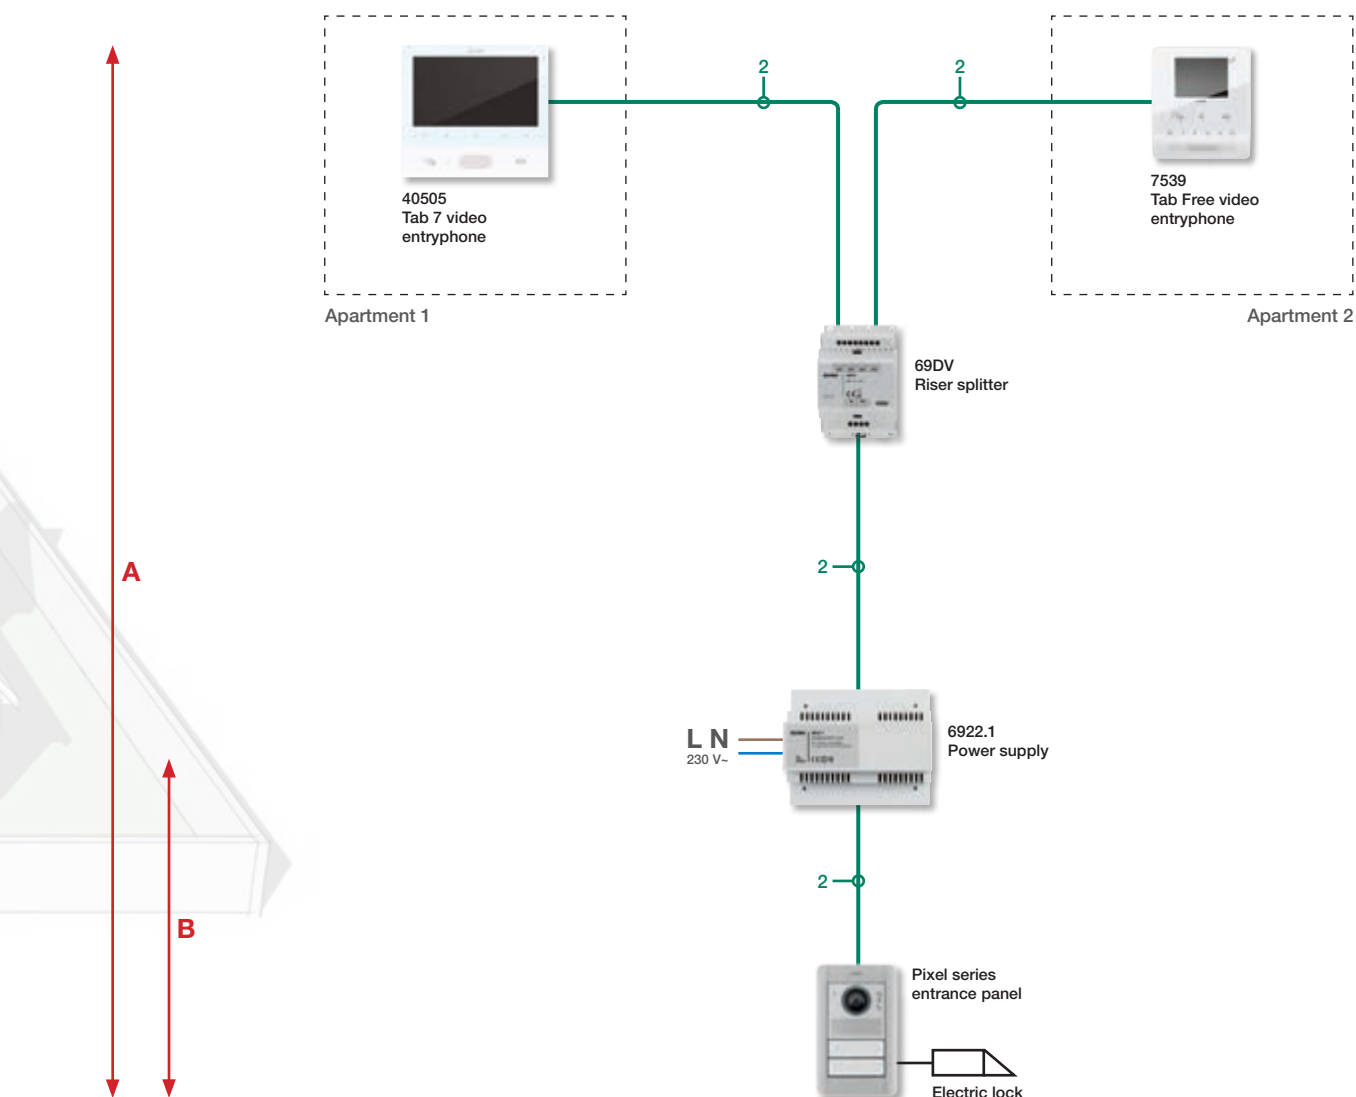 2
2
40505
Tab 7 video
entryphone
7539
Tab Free video
entryphone
Apartment 1
Apartment 2
69DV
Riser splitter
A
2
L N
230 V~
6922.1
Power supply
2
B
Pixel series
entrance panel
Electric lock